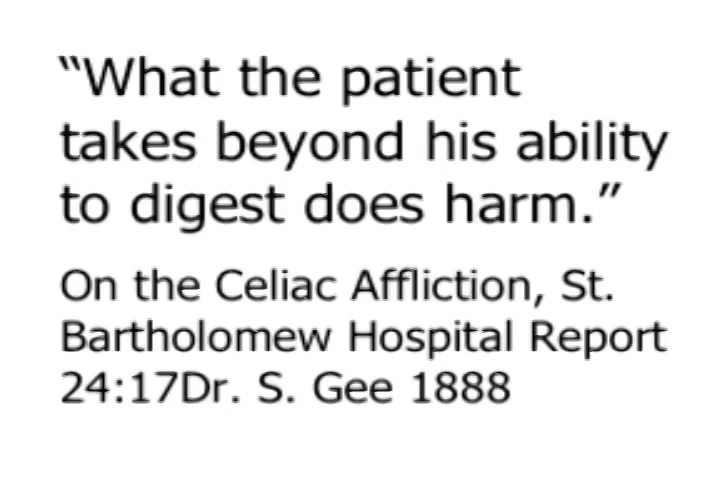 “What the patient
takes beyond his ability
to digest does harm.”
On the Celiac Affliction, St.
Bartholomew Hospital Report
24:17Dr. S. Gee 1888